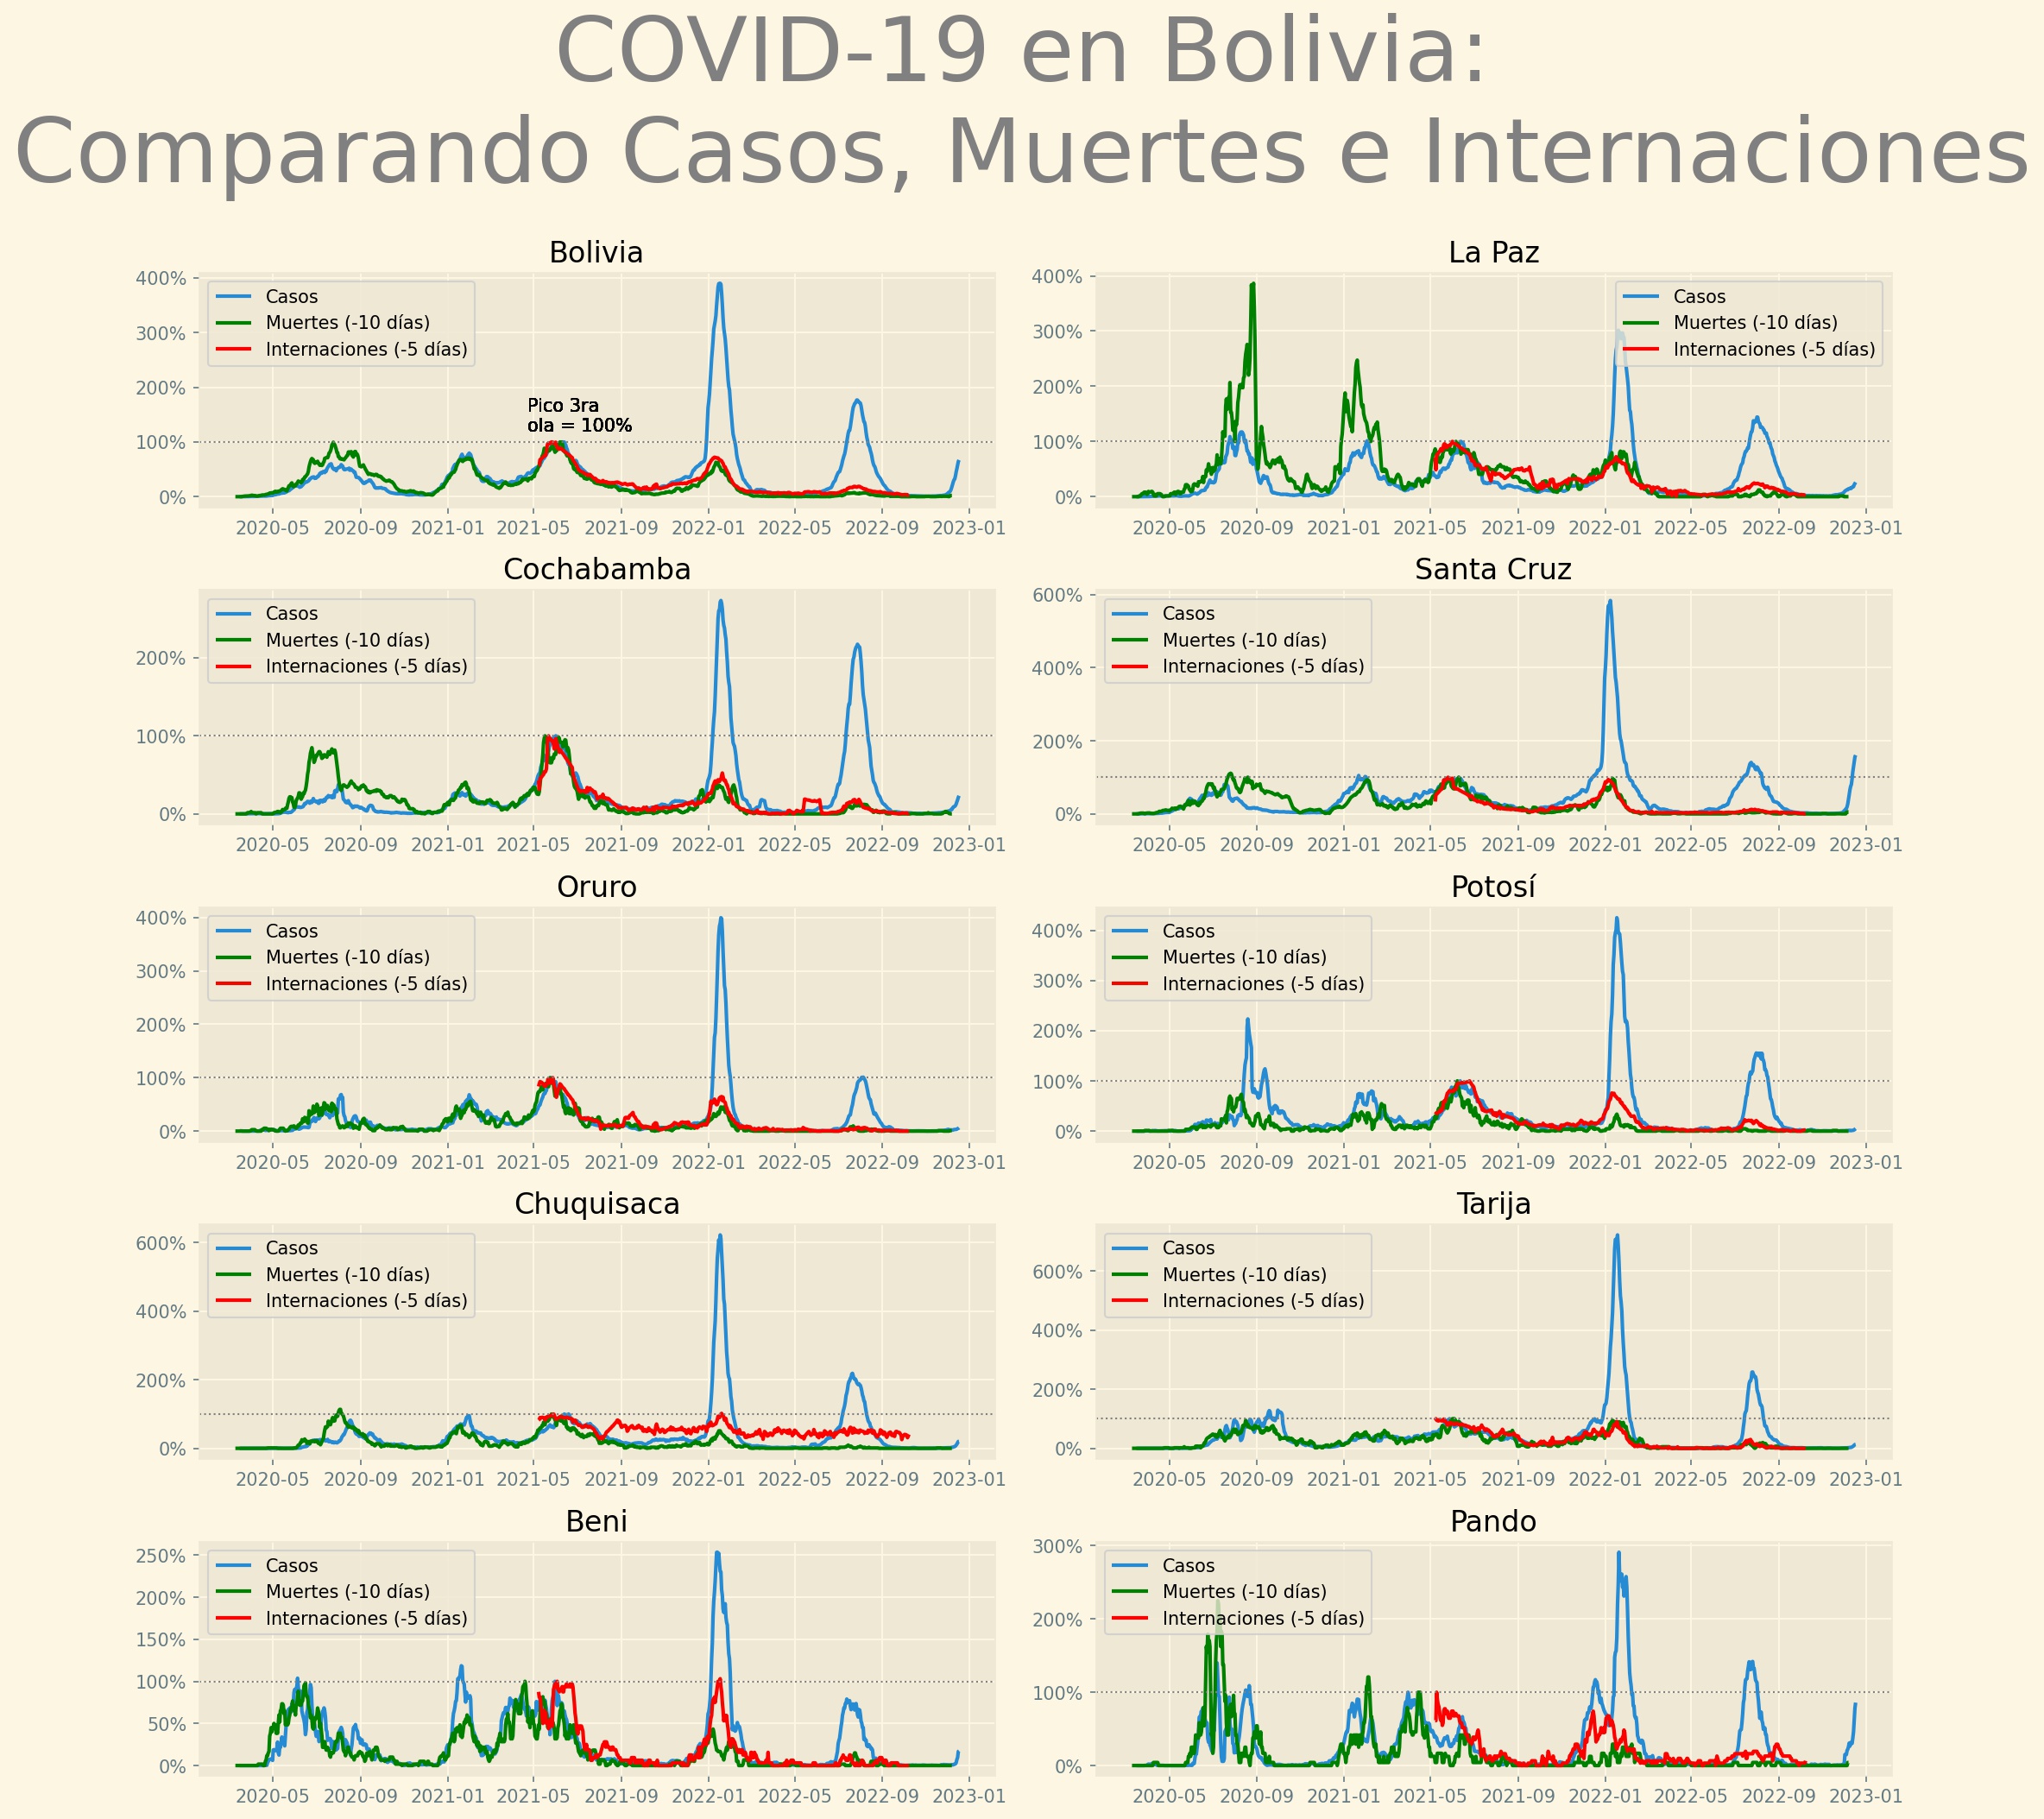 COVID-19 en Bolivia:
Comparando Casos, Muertes e Internaciones
Bolivia
400%
300%
200%
100%
0%
Casos
Muertes (-10 días)
Internaciones (-5 días)
Pico 3ra
ola = 100%
2020-05 2020-09 2021-01 2021-05 2021-09 2022-01 2022-05 2022-09 2023-01
La Paz
400%
300%
200%
100%
0%
Casos
Muertes (-10 días)
Internaciones (-5 días)
2020-05 2020-09 2021-01 2021-05 2021-09 2022-01 2022-05 2022-09 2023-01
Cochabamba
200%
100%
0%
Casos
Muertes (-10 días)
Internaciones (-5 días)
2020-05 2020-09 2021-01 2021-05 2021-09 2022-01 2022-05 2022-09 2023-01
Santa Cruz
600%
400%
200%
0%
Casos
Muertes (-10 días)
Internaciones (-5 días)
2020-05 2020-09 2021-01 2021-05 2021-09 2022-01 2022-05 2022-09 2023-01
Oruro
400%
300%
200%
100%
0%
Casos
Muertes (-10 días)
Internaciones (-5 días)
2020-05 2020-09 2021-01 2021-05 2021-09 2022-01 2022-05 2022-09 2023-01
Potosí
400%
300%
200%
100%
0%
Casos
Muertes (-10 días)
Internaciones (-5 días)
2020-05 2020-09 2021-01 2021-05 2021-09 2022-01 2022-05 2022-09 2023-01
Chuquisaca
600%
400%
200%
0%
Casos
Muertes (-10 días)
Internaciones (-5 días)
2020-05 2020-09 2021-01 2021-05 2021-09 2022-01 2022-05 2022-09 2023-01
Tarija
600%
400%
200%
0%
Casos
Muertes (-10 días)
Internaciones (-5 días)
2020-05 2020-09 2021-01 2021-05 2021-09 2022-01 2022-05 2022-09 2023-01
Beni
250%
200%
150%
100%
50%
0%
Casos
Muertes (-10 días)
Internaciones (-5 días)
2020-05 2020-09 2021-01 2021-05 2021-09 2022-01 2022-05 2022-09 2023-01
Pando
300%
200%
100%
0%
Casos
Muertes (-10 días)
Internaciones (-5 días)
2020-05 2020-09 2021-01 2021-05 2021-09 2022-01 2022-05 2022-09 2023-01